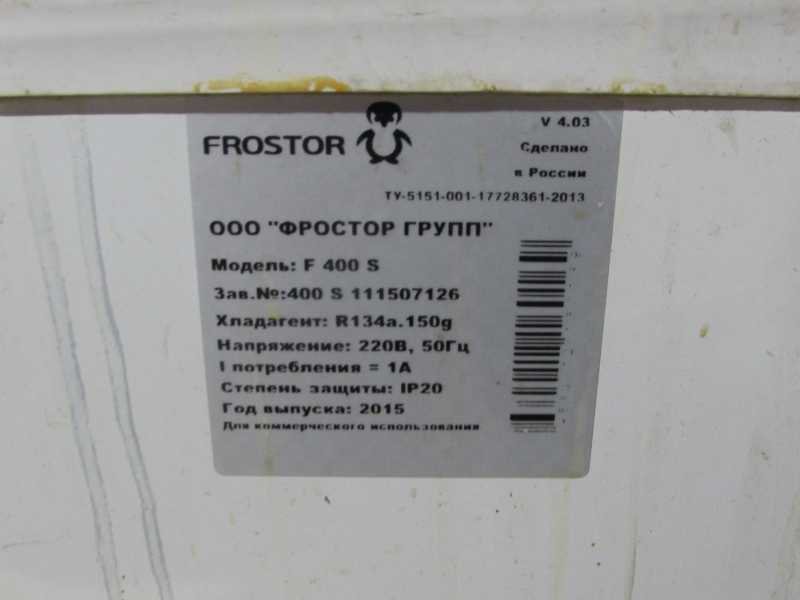 FROSTOR
V 4.03
Сделано
в России
ТУ-5151-001-17728361-2013
ООО "ФРОСТОР ГРУПП"
Модель: F 400 S
Зав.№:400 S 111507126
Хладагент: R134a.150g
Напряжение: 220В, 50Гц
I потребления = 1А
Степень защиты: IP20
Год выпуска: 2015
Для коммерческого использования